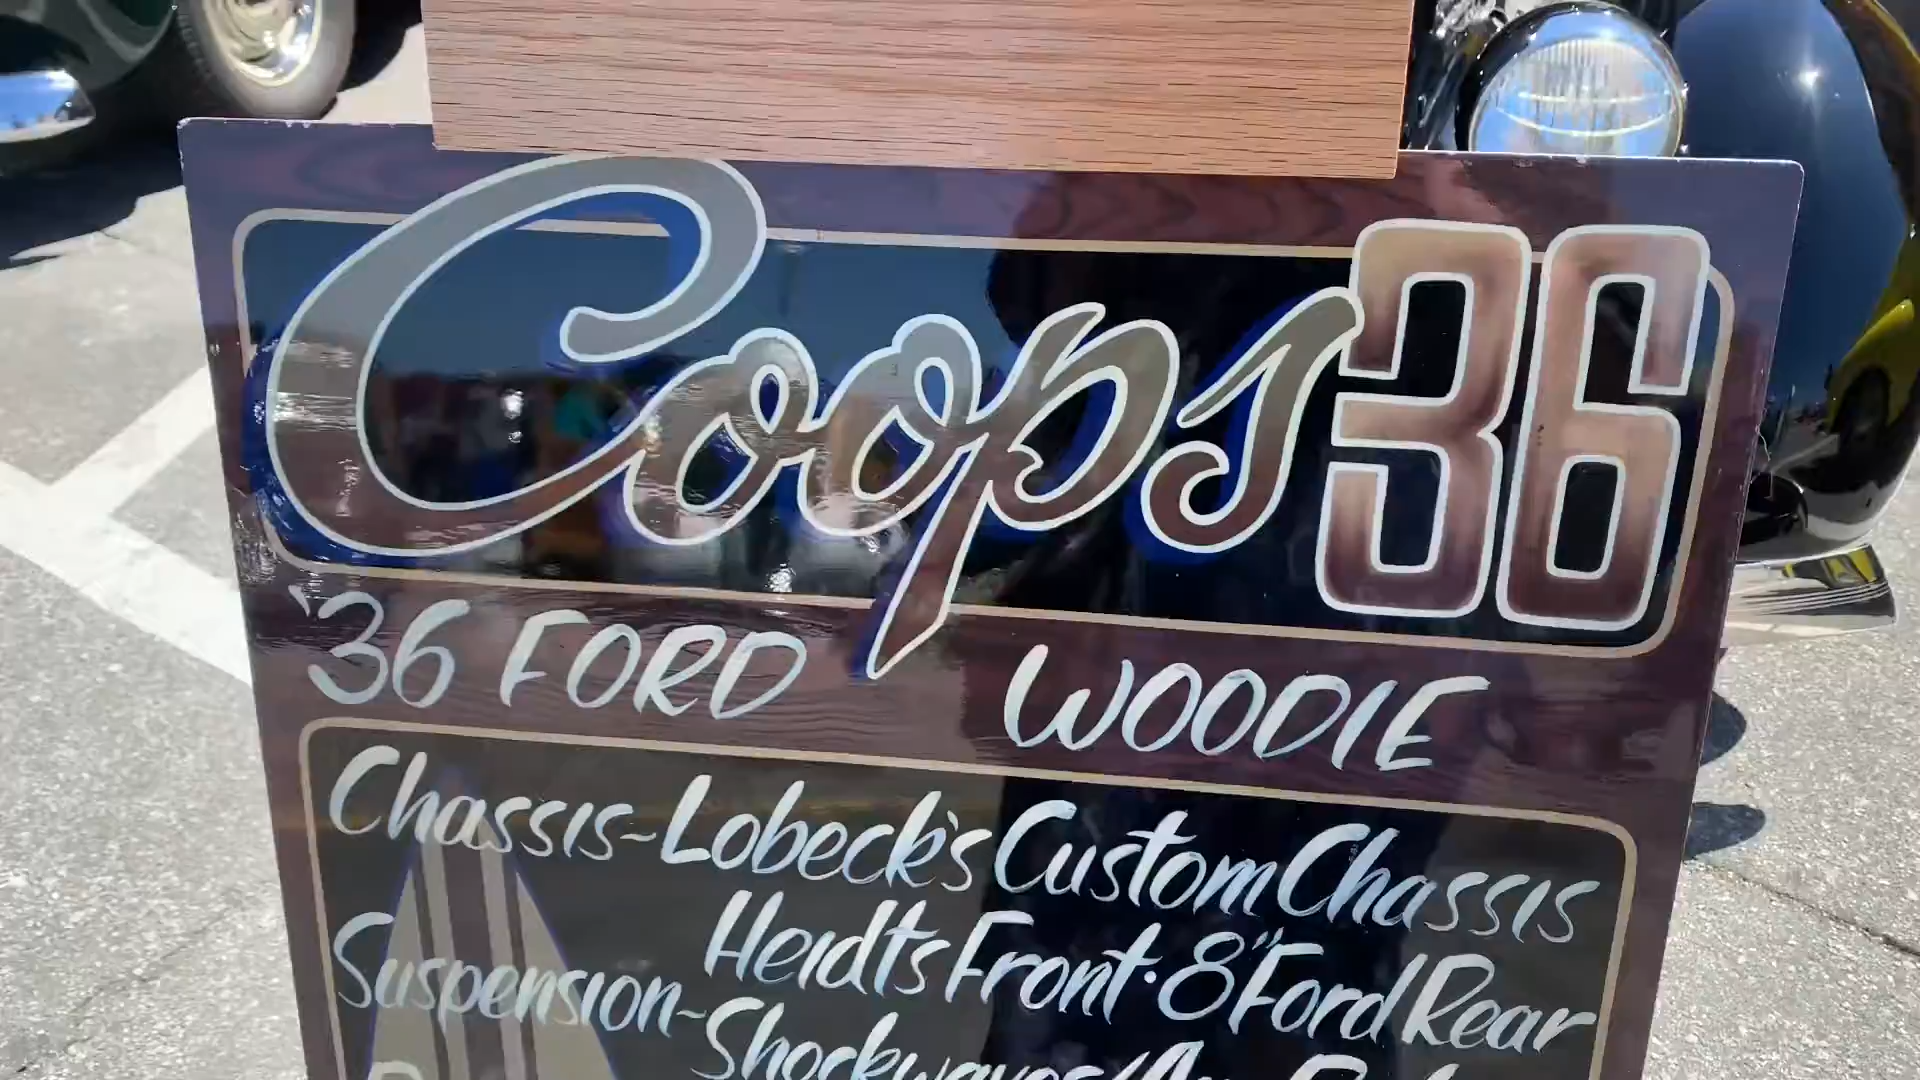 Coops 36
'36 FORD WOODIE
Chassis~Lobeck's Custom Chassis
Heidts Front·8" Ford Rear
Suspension~Shockwaves/